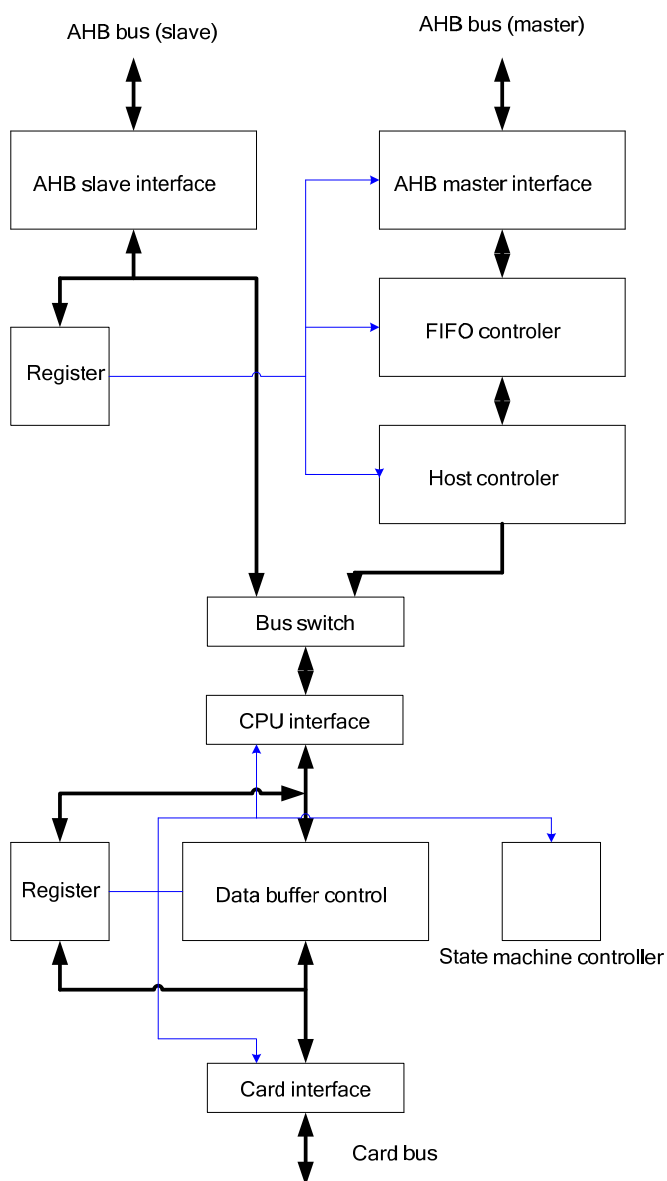 AHB bus (slave)
AHB bus (master)
AHB slave interface
AHB master interface
FIFO controler
Register
Host controler
Bus switch
CPU interface
Register
Data buffer control
State machine controller
Card interface
Card bus